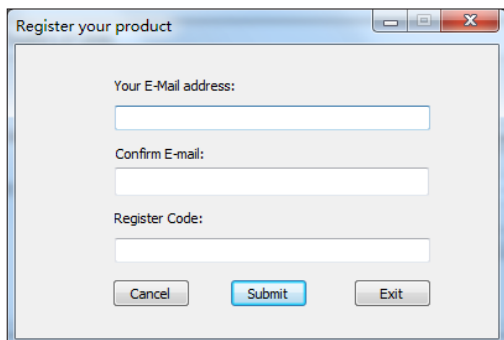 Register your product
Your E-Mail address:
Confirm E-mail:
Register Code:
Cancel Submit Exit